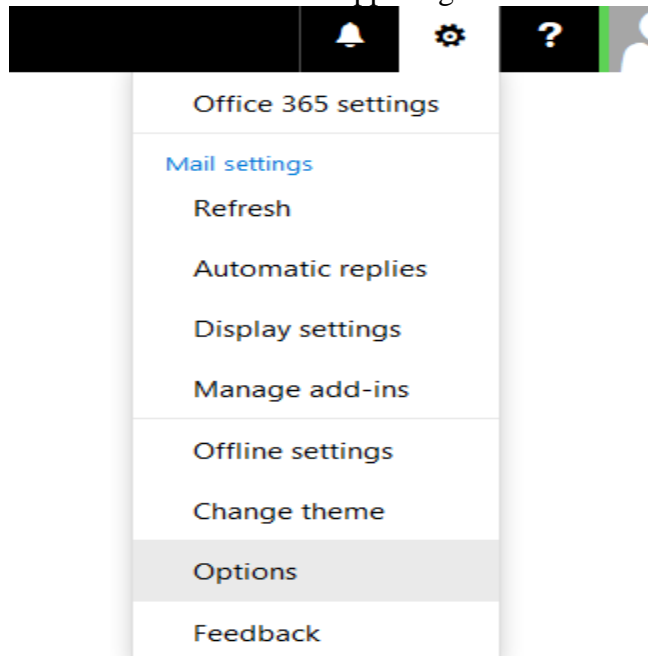 ?
Office 365 settings
Mail settings
Refresh
Automatic replies
Display settings
Manage add-ins
Offline settings
Change theme
Options
Feedback